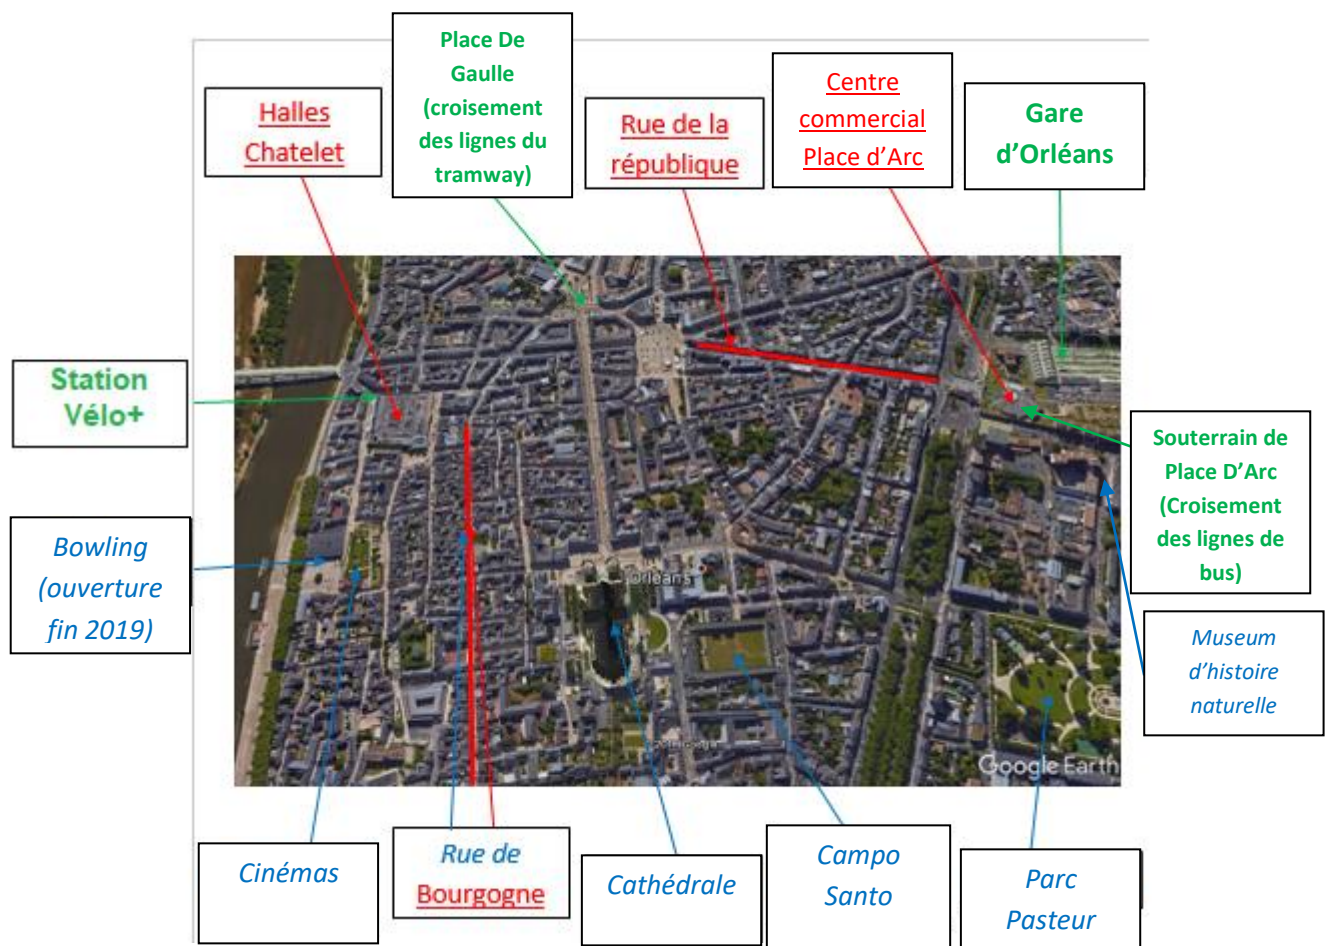 Place De
Gaulle
(croisement
des lignes du
tramway)
Halles
Chatelet
Rue de la
république
Centre
commercial
Place d'Arc
Gare
d'Orléans
Station
Vélo+
Souterrain de
Place D'Arc
(Croisement
des lignes de
bus)
Bowling
(ouverture
fin 2019)
Orléans
Museum
d'histoire
naturelle
Google Earth
Cinémas
Rue de
Bourgogne
Cathédrale
Campo
Santo
Parc
Pasteur